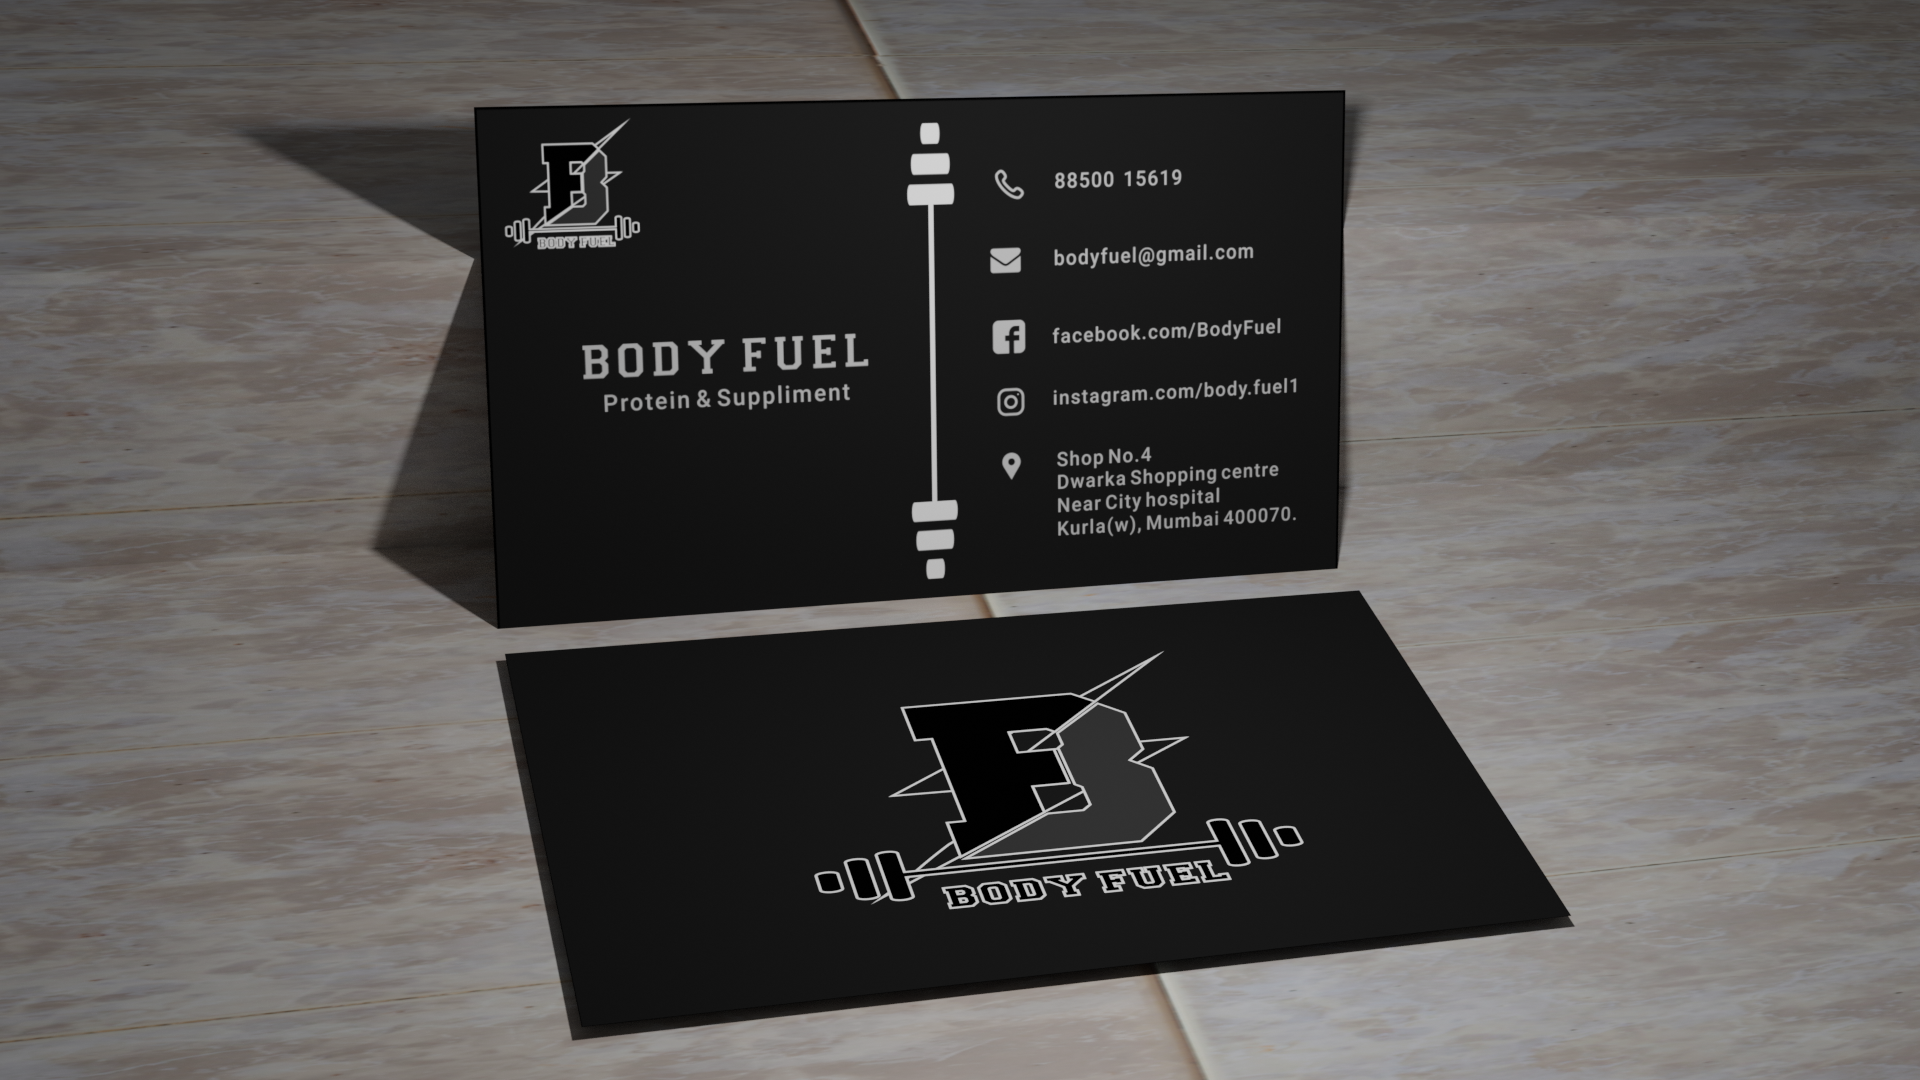 BODY FUEL
BODY FUEL
Protein & Suppliment
88500 15619
bodyfuel@gmail.com
facebook.com/BodyFuel
instagram.com/body.fuel1
Shop No.4
Dwarka Shopping centre
Near City hospital
Kurla(w), Mumbai 400070.
B
BODY FUEL